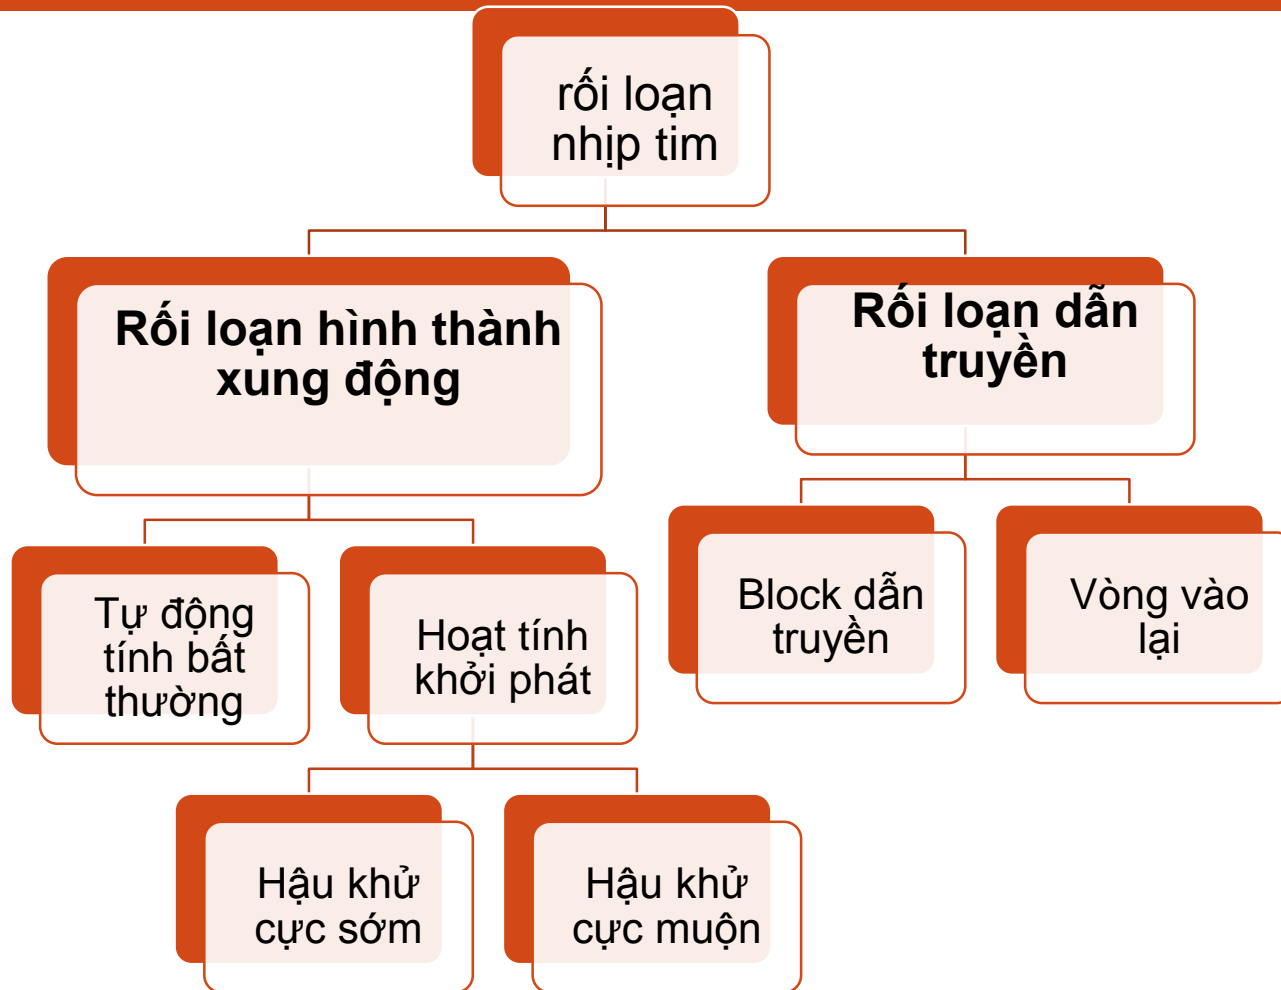 rối loạn
nhịp tim
Rối loạn hình thành
xung động
Rối loạn dẫn
truyền
Tự động
tính bất
thường
Hoạt tính
khởi phát
Block dẫn
truyền
Vòng vào
lại
Hậu khử
cực sớm
Hậu khử
cực muộn